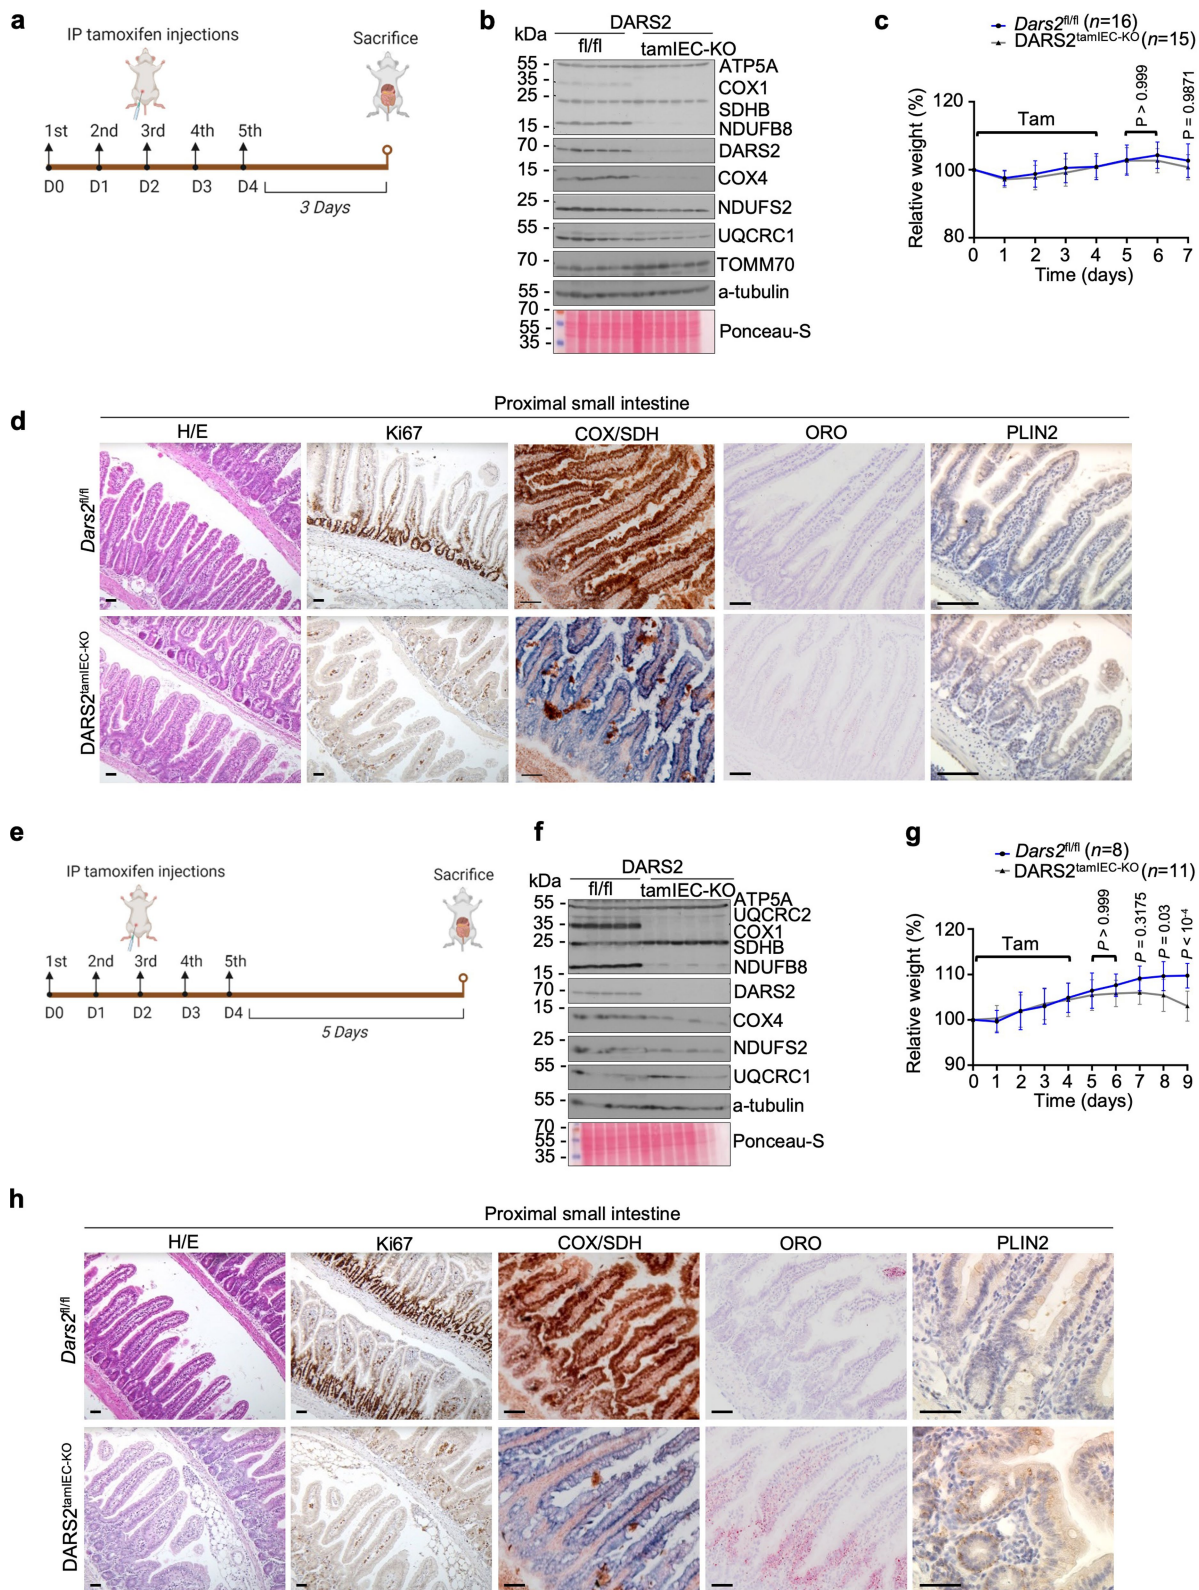 a
IP tamoxifen injections
Sacrifice
1st 2nd 3rd 4th 5th
D0 D1 D2 D3 D4
3 Days
b
DARS2
kDa
fl/fl tamIEC-KO
55 - ATP5A
35 - COX1
25 - SDHB
15 - NDUFB8
70 - DARS2
15 - COX4
25 - NDUFS2
55 - UQCRC1
70 - TOMM70
55 - a-tubulin
70 -
55 - Ponceau-S
35 -
c
Dars2fl/fl (n=16)
DARS2tamIEC-KO (n=15)
P > 0.999
P = 0.9871
Tam
120
100
80
Relative weight (%)
0 1 2 3 4 5 6 7
Time (days)
d
Proximal small intestine
H/E Ki67 COX/SDH ORO PLIN2
Dars2fl/fl
DARS2tamIEC-KO
e
IP tamoxifen injections
Sacrifice
1st 2nd 3rd 4th 5th
D0 D1 D2 D3 D4
5 Days
f
DARS2
kDa
fl/fl tamIEC-KO
55 - ATP5A
UQCRC2
35 - COX1
25 - SDHB
15 - NDUFB8
70 - DARS2
15 - COX4
25 - NDUFS2
55 - UQCRC1
55 - a-tubulin
70 -
55 - Ponceau-S
35 -
g
Dars2fl/fl (n=8)
DARS2tamIEC-KO (n=11)
P > 0.999
P = 0.3175
P = 0.03
P < 10-4
Tam
120
110
100
90
Relative weight (%)
0 1 2 3 4 5 6 7 8 9
Time (days)
h
Proximal small intestine
H/E Ki67 COX/SDH ORO PLIN2
Dars2fl/fl
DARS2tamIEC-KO